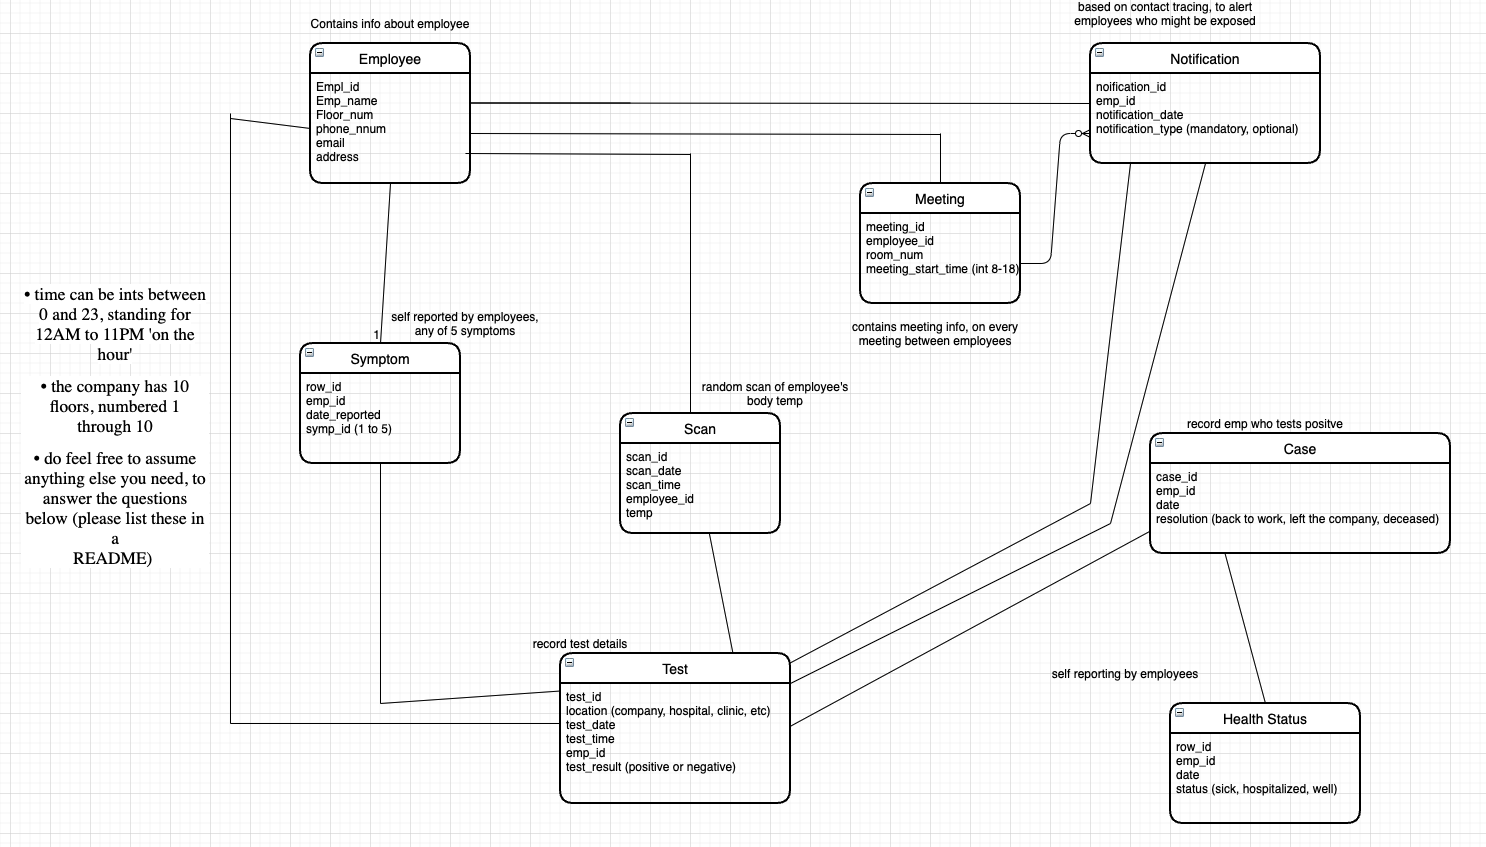 Contains info about employee
Employee
Empl_id
Emp_name
Floor_num
phone_nnum
email
address
based on contact tracing, to alert
employees who might be exposed
Notification
noification_id
emp_id
notification_date
notification_type (mandatory, optional)
Meeting
meeting_id
employee_id
room_num
meeting_start_time (int 8-18)
contains meeting info, on every
meeting between employees
• time can be ints between
0 and 23, standing for
12AM to 11PM 'on the
hour'
• the company has 10
floors, numbered 1
through 10
• do feel free to assume
anything else you need, to
answer the questions
below (please list these in
a
README)
self reported by employees,
any of 5 symptoms
1
Symptom
row_id
emp_id
date_reported
symp_id (1 to 5)
random scan of employee's
body temp
Scan
scan_id
scan_date
scan_time
employee_id
temp
record emp who tests positve
Case
case_id
emp_id
date
resolution (back to work, left the company, deceased)
record test details
Test
test_id
location (company, hospital, clinic, etc)
test_date
test_time
emp_id
test_result (positive or negative)
self reporting by employees
Health Status
row_id
emp_id
date
status (sick, hospitalized, well)